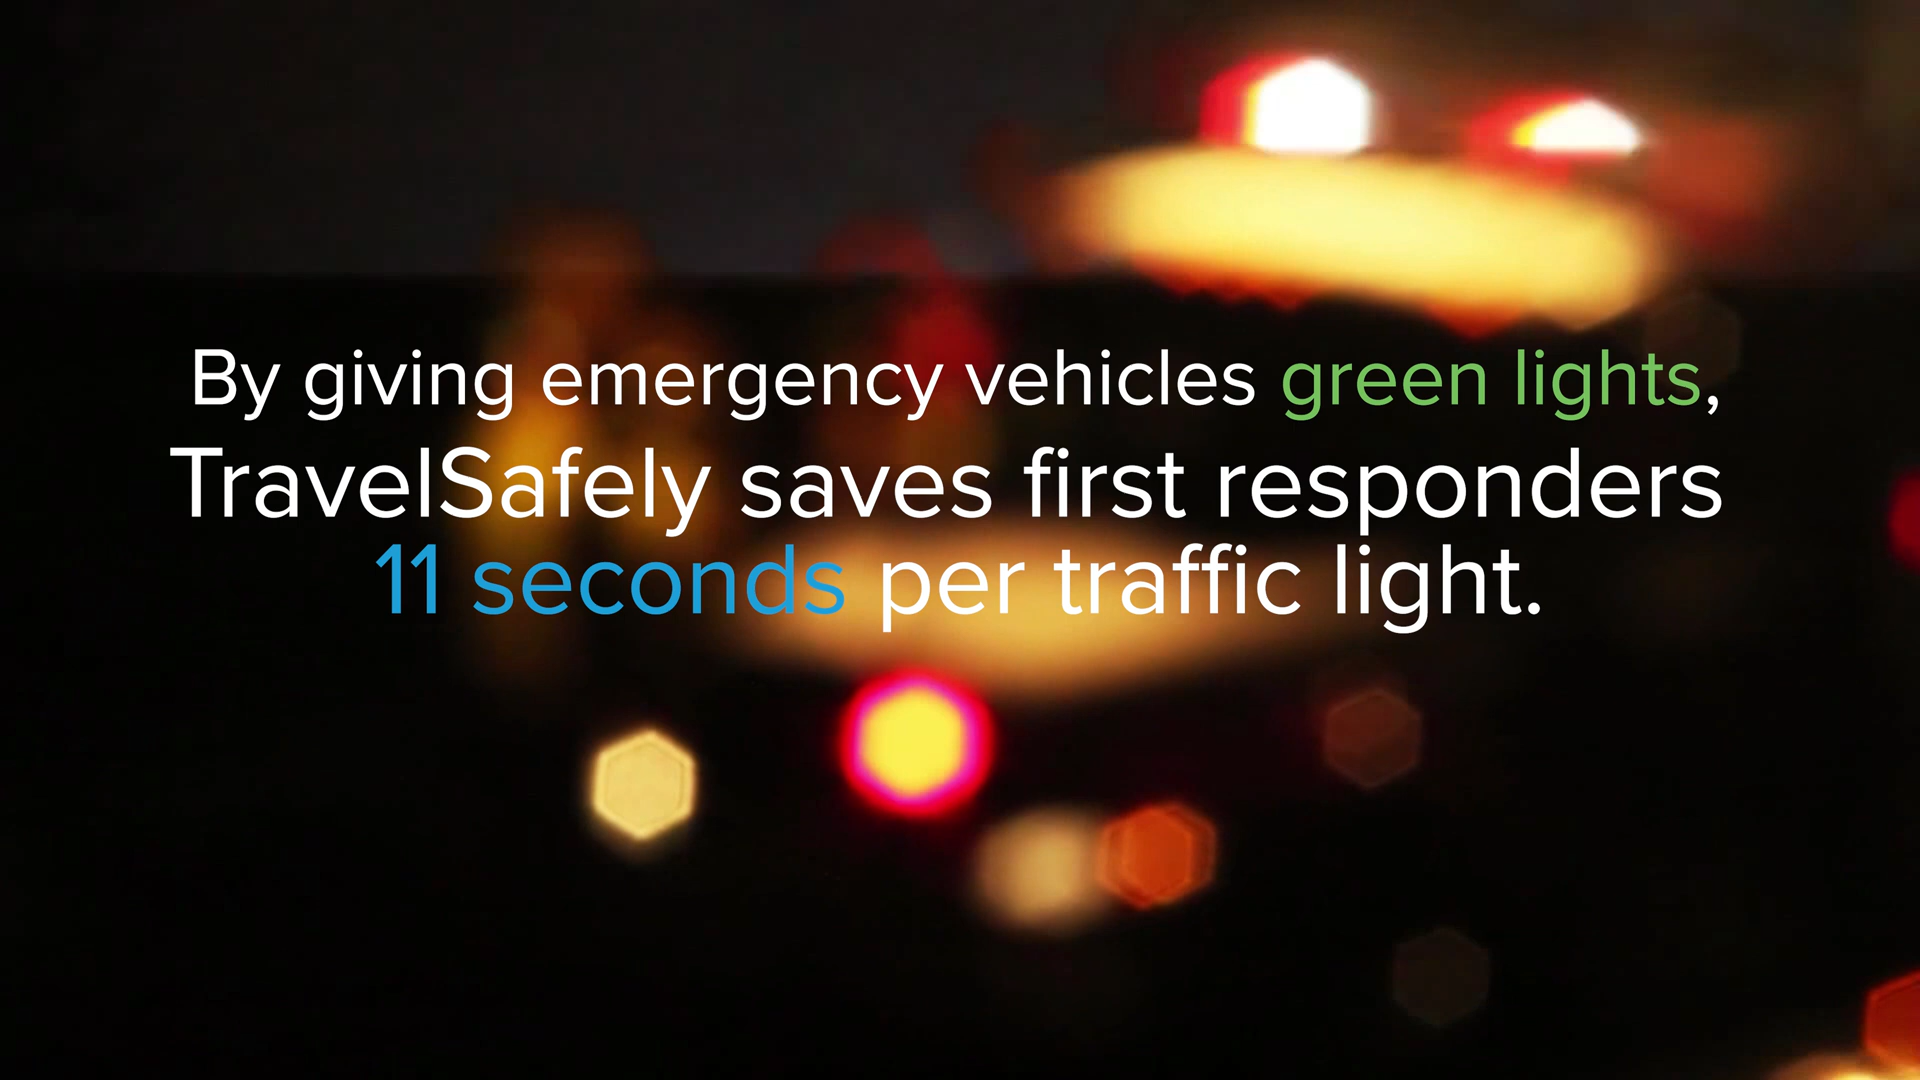 By giving emergency vehicles green lights,
TravelSafely saves first responders
11 seconds per traffic light.